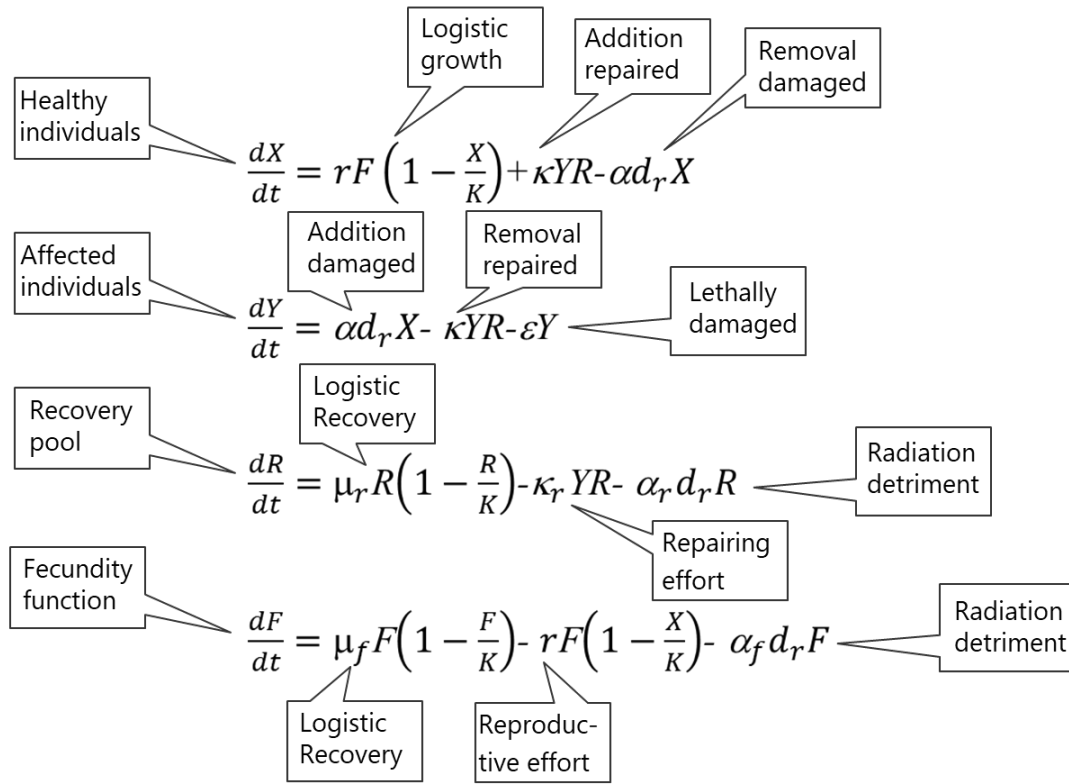 Logistic
growth
Addition
repaired
Removal
damaged
Healthy
individuals
dX/dt = rF(1 − X/K)+κYR-αd_rX
Affected
individuals
Addition
damaged
Removal
repaired
Lethally
damaged
dY/dt = αd_rX- κYR-εY
Recovery
pool
Logistic
Recovery
Radiation
detriment
dR/dt = μ_rR(1 − R/K)-κ_rYR- α_rd_rR
Repairing
effort
Fecundity
function
Radiation
detriment
dF/dt = μ_fF(1 − F/K)- rF(1 − X/K)- α_fd_rF
Logistic
Recovery
Reproduc-
tive effort